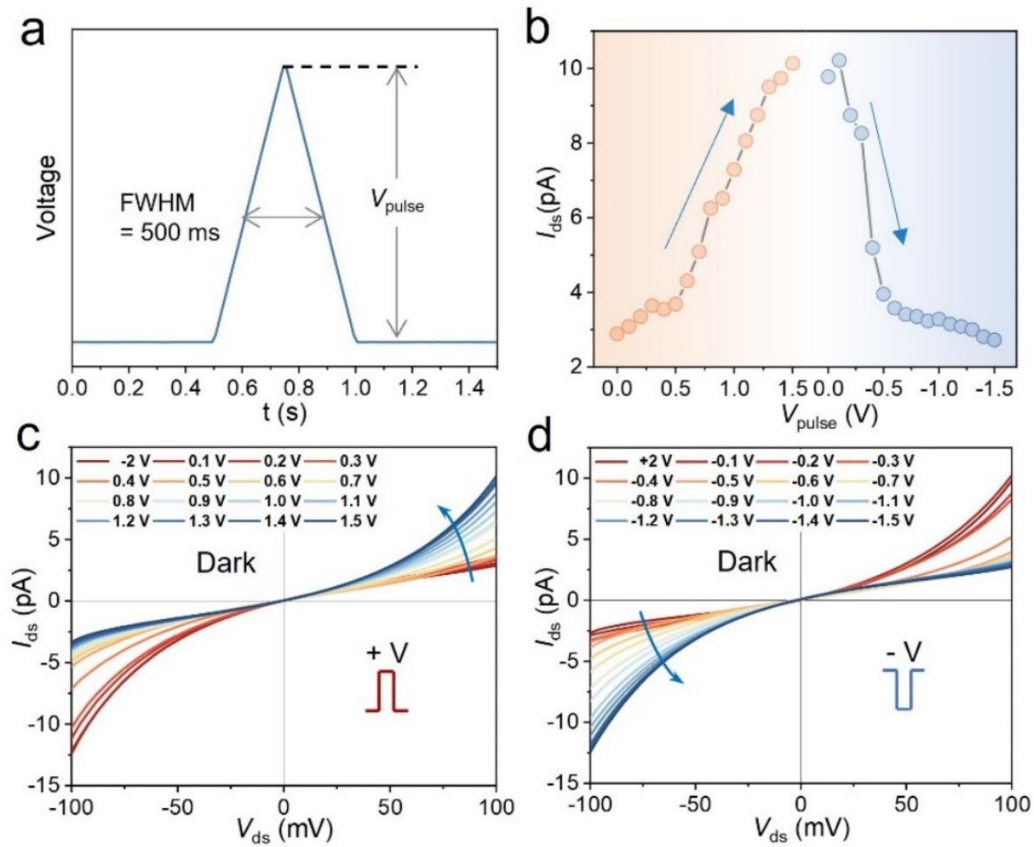 a
Voltage
FWHM
= 500 ms
Vpulse
0.0 0.2 0.4 0.6 0.8 1.0 1.2 1.4
t (s)
b
Ids(pA)
10
8
6
4
2
0.0 0.5 1.0 1.5 0.0 -0.5 -1.0 -1.5
Vpulse (V)
c
-2 V 0.1 V 0.2 V 0.3 V
0.4 V 0.5 V 0.6 V 0.7 V
0.8 V 0.9 V 1.0 V 1.1 V
1.2 V 1.3 V 1.4 V 1.5 V
Dark
+ V
Ids (pA)
10
5
0
-5
-10
-15
-100 -50 0 50 100
Vds (mV)
d
+2 V -0.1 V -0.2 V -0.3 V
-0.4 V -0.5 V -0.6 V -0.7 V
-0.8 V -0.9 V -1.0 V -1.1 V
-1.2 V -1.3 V -1.4 V -1.5 V
Dark
- V
Ids (pA)
10
5
0
-5
-10
-15
-100 -50 0 50 100
Vds (mV)